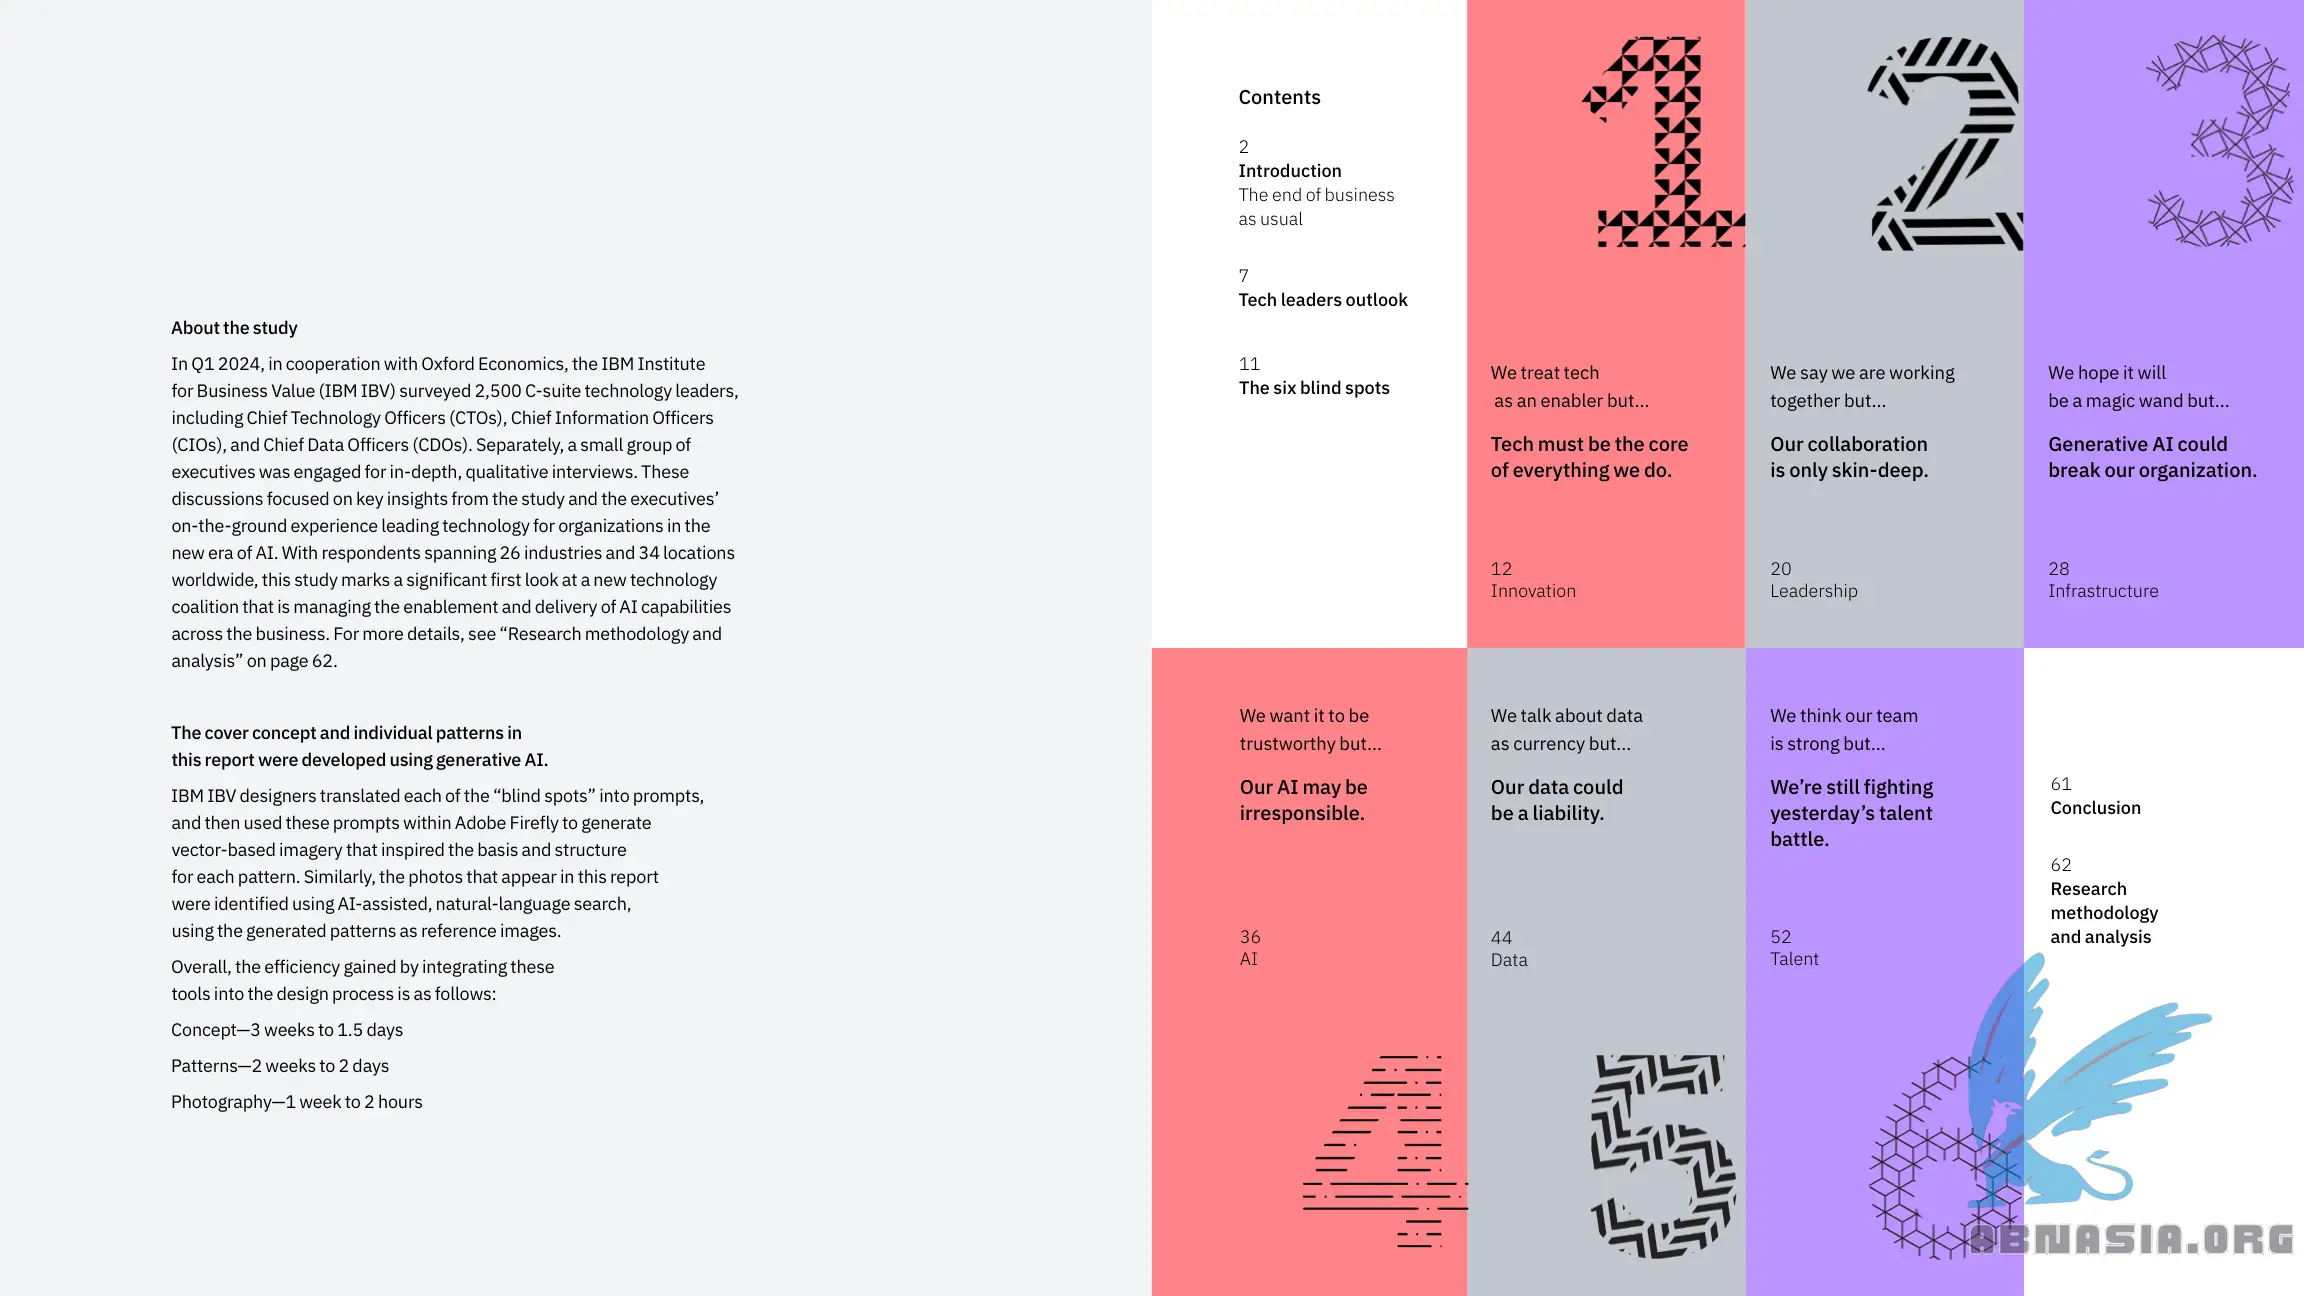 About the study
In Q1 2024, in cooperation with Oxford Economics, the IBM Institute
for Business Value (IBM IBV) surveyed 2,500 C-suite technology leaders,
including Chief Technology Officers (CTOs), Chief Information Officers
(CIOs), and Chief Data Officers (CDOs). Separately, a small group of
executives was engaged for in-depth, qualitative interviews. These
discussions focused on key insights from the study and the executives’
on-the-ground experience leading technology for organizations in the
new era of AI. With respondents spanning 26 industries and 34 locations
worldwide, this study marks a significant first look at a new technology
coalition that is managing the enablement and delivery of AI capabilities
across the business. For more details, see “Research methodology and
analysis” on page 62.
The cover concept and individual patterns in
this report were developed using generative AI.
IBM IBV designers translated each of the “blind spots” into prompts,
and then used these prompts within Adobe Firefly to generate
vector-based imagery that inspired the basis and structure
for each pattern. Similarly, the photos that appear in this report
were identified using AI-assisted, natural-language search,
using the generated patterns as reference images.
Overall, the efficiency gained by integrating these
tools into the design process is as follows:
Concept—3 weeks to 1.5 days
Patterns—2 weeks to 2 days
Photography—1 week to 2 hours
Contents
2
Introduction
The end of business
as usual
7
Tech leaders outlook
11
The six blind spots
1
We treat tech
as an enabler but...
Tech must be the core
of everything we do.
12
Innovation
2
We say we are working
together but...
Our collaboration
is only skin-deep.
20
Leadership
3
We hope it will
be a magic wand but...
Generative AI could
break our organization.
28
Infrastructure
We want it to be
trustworthy but...
Our AI may be
irresponsible.
36
AI
4
We talk about data
as currency but...
Our data could
be a liability.
44
Data
5
We think our team
is strong but...
We’re still fighting
yesterday’s talent
battle.
52
Talent
6
61
Conclusion
62
Research
methodology
and analysis
ABNASIA.ORG